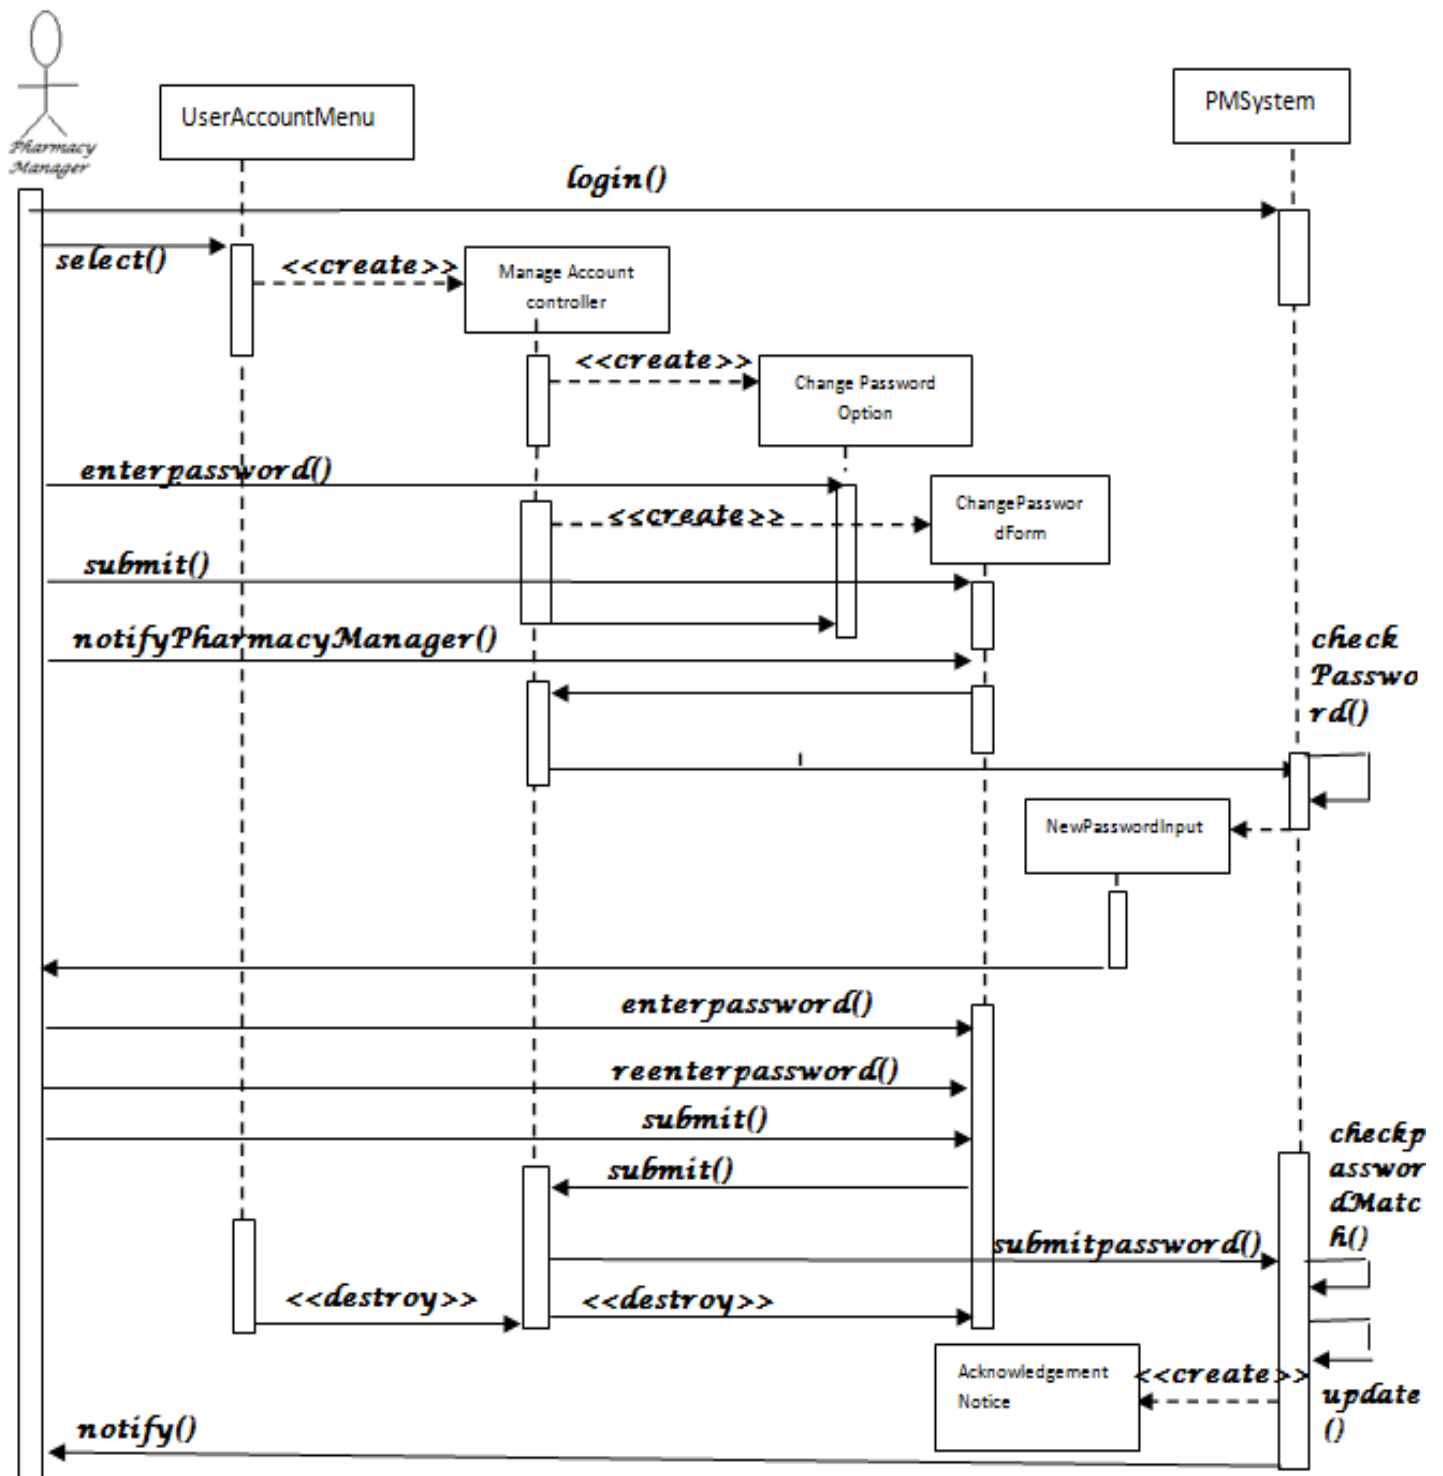 PMSystem
UserAccountMenu
Pharmacy
Manager
login()
select()
<<create>>
Manage Account
controller
<<create>>
Change Password
Option
enterpassword()
<<create>>
ChangePasswor
dForm
submit()
notifyPharmacyManager()
check
Passwo
rd()
NewPasswordInput
enterpassword()
reenterpassword()
submit()
checkp
asswor
dMatc
h()
submit()
submitpassword()
<<destroy>>
<<destroy>>
Acknowledgement
Notice
<<create>>
update
()
notify()